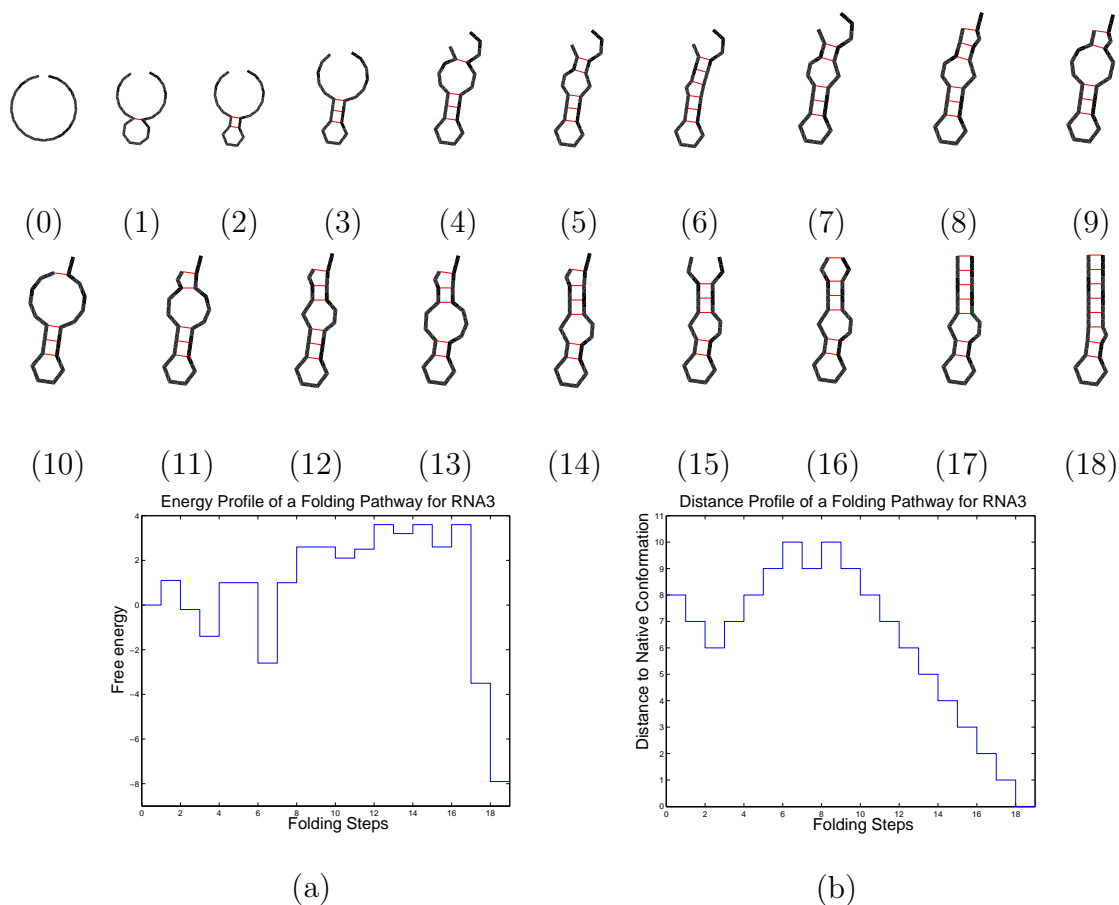 (0) (1) (2) (3) (4) (5) (6) (7) (8) (9)
(10) (11) (12) (13) (14) (15) (16) (17) (18)
Energy Profile of a Folding Pathway for RNA3
4
2
0
−2
−4
−6
−8
Free energy
0 2 4 6 8 10 12 14 16 18
Folding Steps
(a)
Distance Profile of a Folding Pathway for RNA3
11
10
9
8
7
6
5
4
3
2
1
0
Distance to Native Conformation
0 2 4 6 8 10 12 14 16 18
Folding Steps
(b)